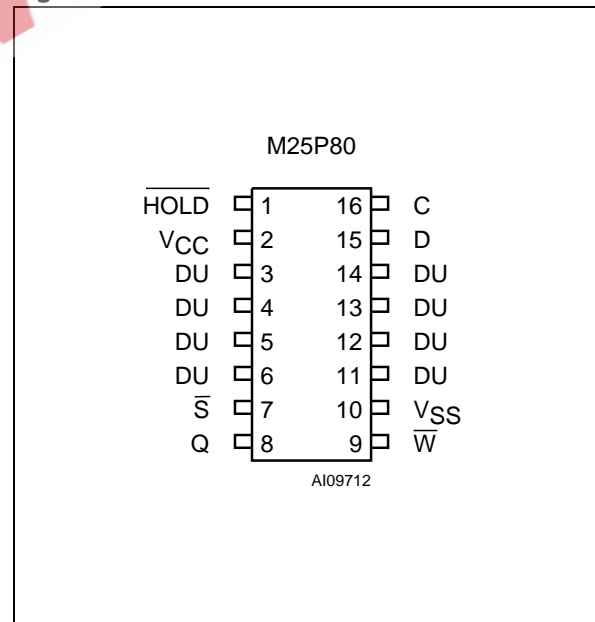 M25P80
HOLD 1 16 C
VCC 2 15 D
DU 3 14 DU
DU 4 13 DU
DU 5 12 DU
DU 6 11 DU
S 7 10 VSS
Q 8 9 W
AI09712